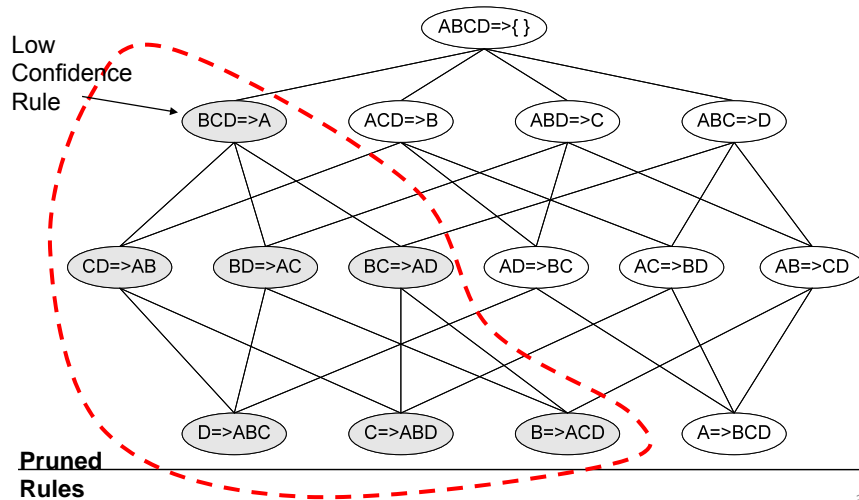 ABCD=>{ }
Low
Confidence
Rule
BCD=>A
ACD=>B
ABD=>C
ABC=>D
CD=>AB
BD=>AC
BC=>AD
AD=>BC
AC=>BD
AB=>CD
D=>ABC
C=>ABD
B=>ACD
A=>BCD
Pruned
Rules